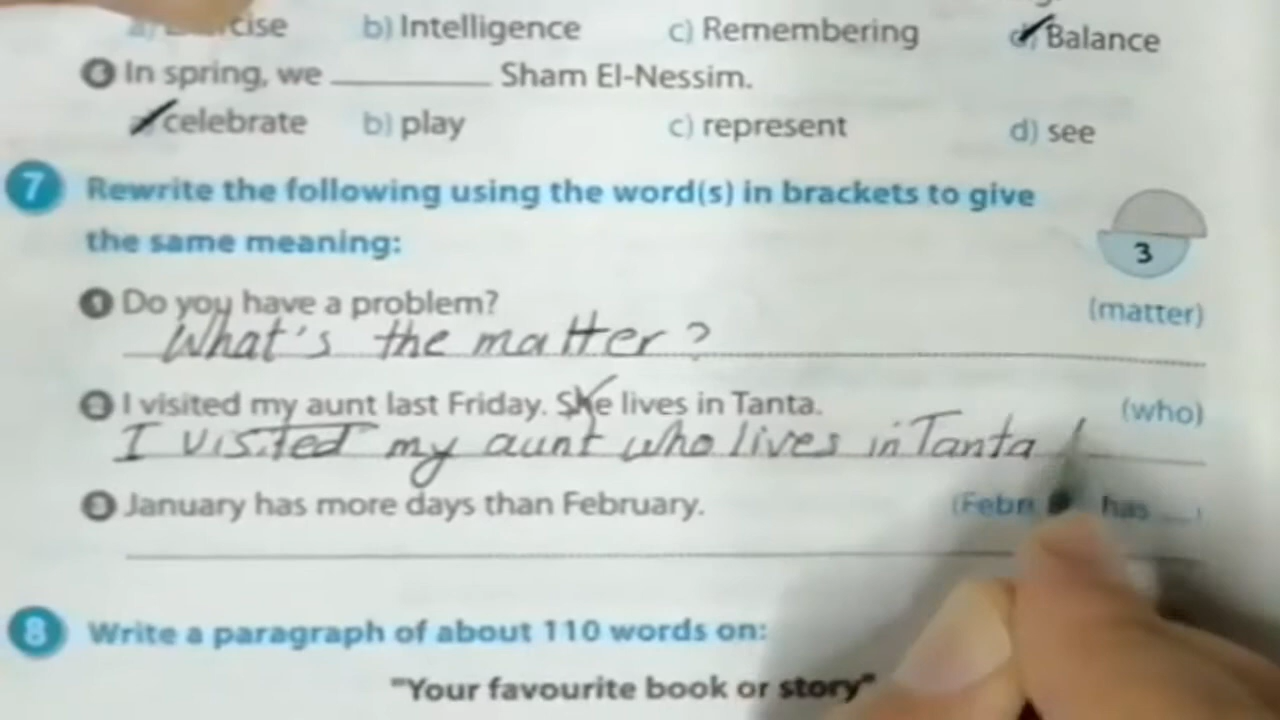 cise b) Intelligence c) Remembering d) Balance
4 In spring, we ________ Sham El-Nessim.
a) celebrate b) play c) represent d) see
7 Rewrite the following using the word(s) in brackets to give
the same meaning:
3
1 Do you have a problem? (matter)
What's the matter?
2 I visited my aunt last Friday. She lives in Tanta. (who)
I visited my aunt who lives in Tanta
3 January has more days than February. (Febr has ...)
8 Write a paragraph of about 110 words on:
"Your favourite book or story"